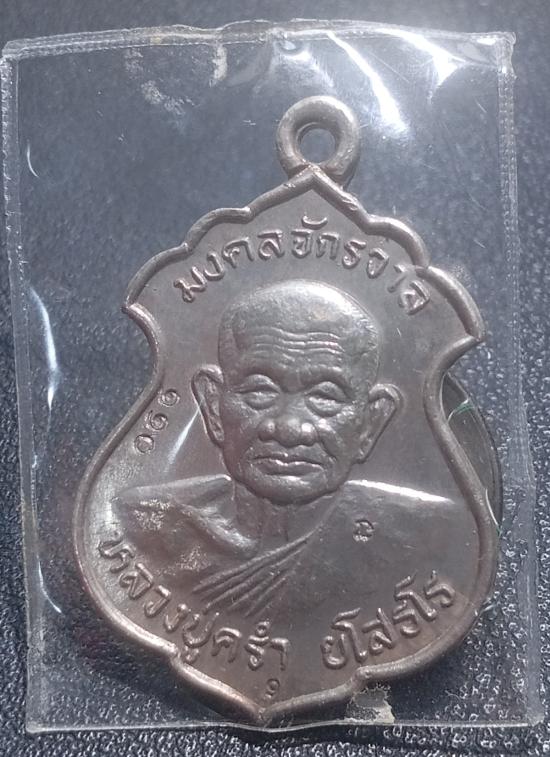 มงคลจักรวาล
หลวงปู่คร่ำ ยโสธโร
๑